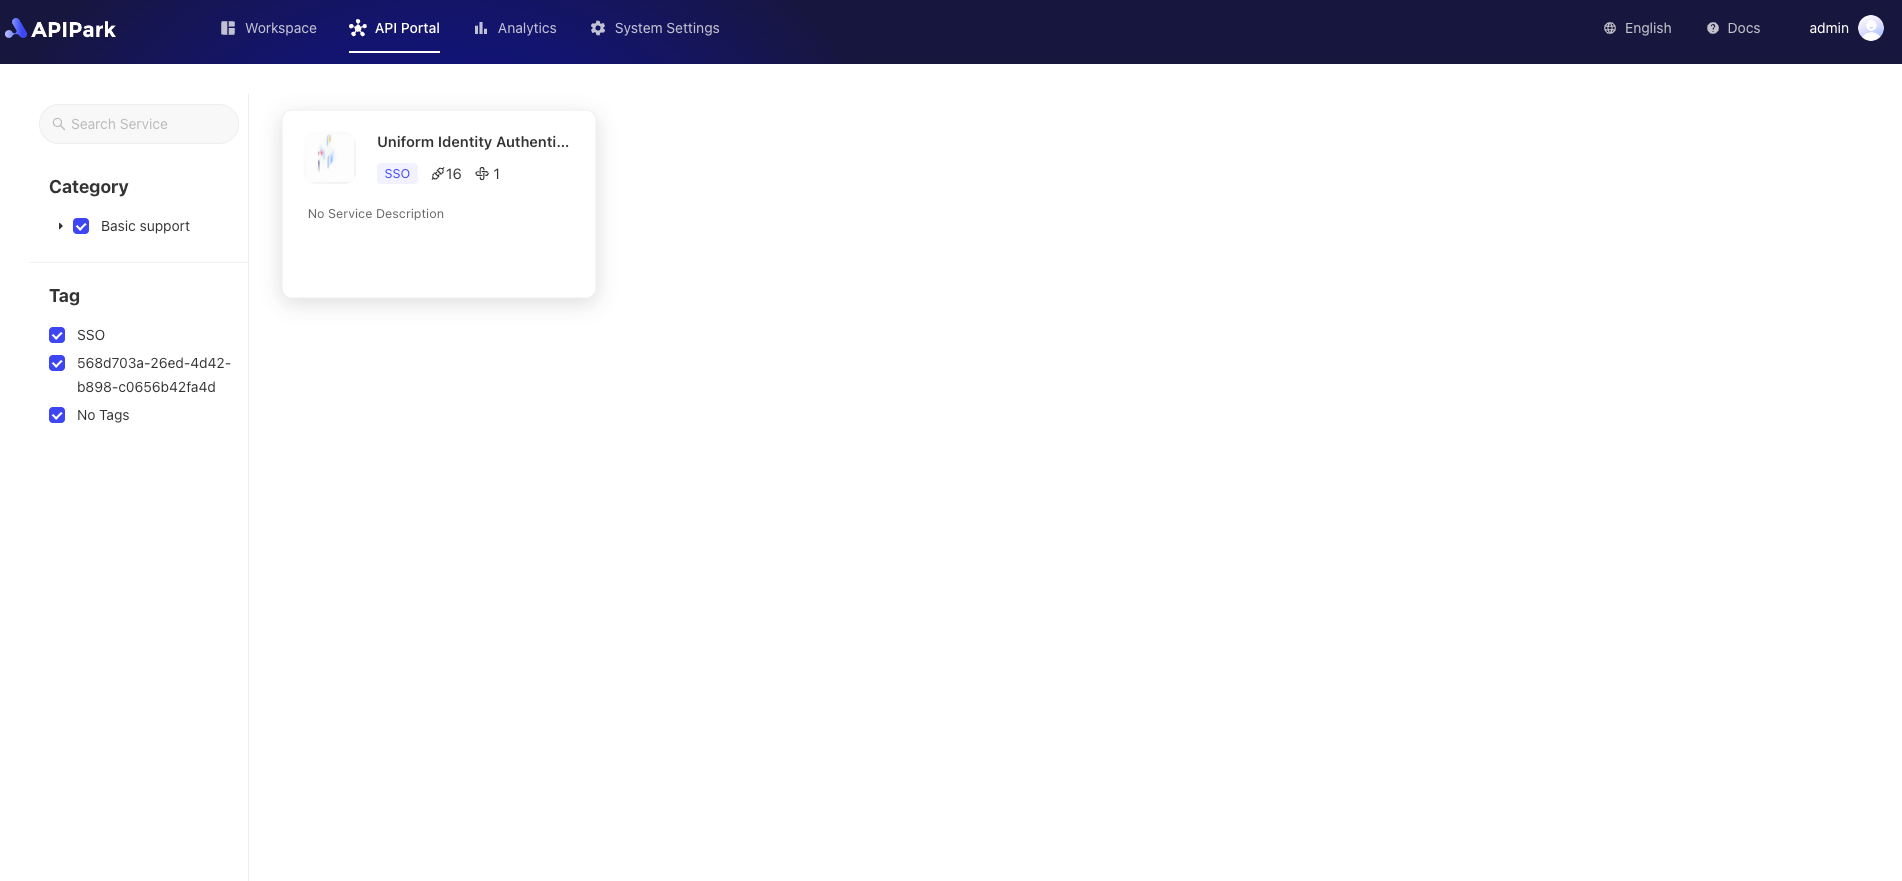 APIPark
Workspace
API Portal
Analytics
System Settings
English
Docs
admin
Search Service
Category
Basic support
Tag
SSO
568d703a-26ed-4d42-
b898-c0656b42fa4d
No Tags
Uniform Identity Authenti...
SSO 16 1
No Service Description